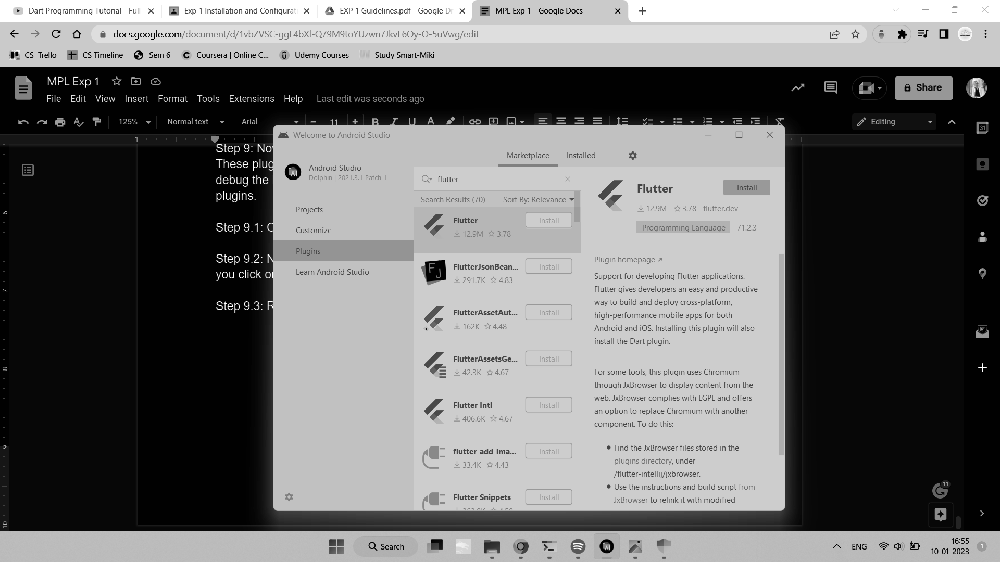 Dart Programming Tutorial - Full
Exp 1 Installation and Configurati
EXP 1 Guidelines.pdf - Google Dr
MPL Exp 1 - Google Docs
docs.google.com/document/d/1vbZVSC-ggL4bXl-Q79M9toYUzwn7JkvF6Oy-O-5uVwg/edit
CS Trello
CS Timeline
Sem 6
Coursera | Online C...
Udemy Courses
Study Smart-Miki
MPL Exp 1
Share
File Edit View Insert Format Tools Extensions Help Last edit was seconds ago
125% Normal text Arial 11 Editing
1
Step 9: No
These plug
debug the
plugins.
Step 9.1: C
Step 9.2: N
you click o
Step 9.3: R
6
7
8
9
10
Welcome to Android Studio
Android Studio
Dolphin | 2021.3.1 Patch 1
Projects
Customize
Plugins
Learn Android Studio
Marketplace Installed
flutter
Search Results (70) Sort By: Relevance
Flutter Install
12.9M 3.78
FlutterJsonBean... Install
291.7K 4.83
FlutterAssetAut... Install
162K 4.48
FlutterAssetsGe... Install
42.3K 4.67
Flutter Intl Install
406.6K 4.67
flutter_add_ima... Install
33.4K 4.43
Flutter Snippets Install
Flutter Install
12.9M 3.78 flutter.dev
Programming Language 71.2.3
Plugin homepage
Support for developing Flutter applications.
Flutter gives developers an easy and productive
way to build and deploy cross-platform,
high-performance mobile apps for both
Android and iOS. Installing this plugin will also
install the Dart plugin.
For some tools, this plugin uses Chromium
through JxBrowser to display content from the
web. JxBrowser complies with LGPL and offers
an option to replace Chromium with another
component. To do this:
Find the JxBrowser files stored in the
plugins directory, under
/flutter-intellij/jxbrowser.
Use the instructions and build script from
JxBrowser to relink it with modified
31
11
Search
ENG
16:55
10-01-2023
1